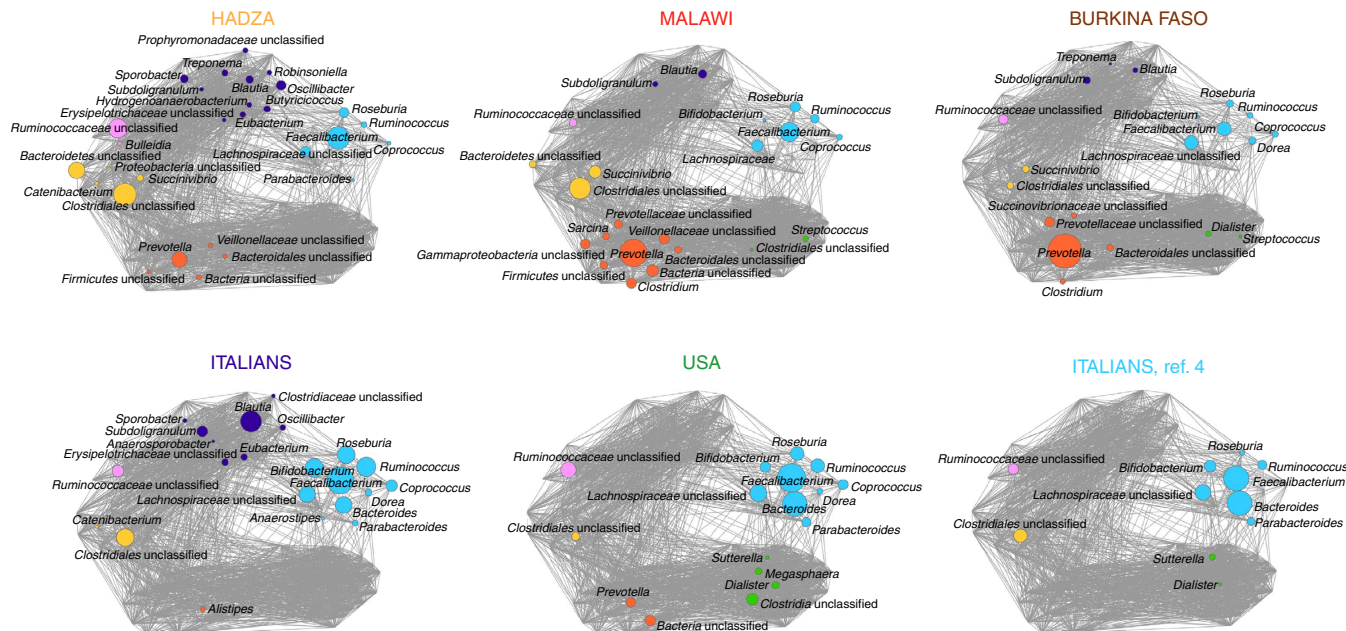 HADZA
Prophyromonadaceae unclassified
Treponema
Sporobacter
Robinsoniella
Subdoligranulum
Blautia
Oscillibacter
Hydrogenoanaerobacterium
Butyricicoccus
Erysipelotrichaceae unclassified
Roseburia
Eubacterium
Ruminococcaceae unclassified
Ruminococcus
Faecalibacterium
Bulleidia
Coprococcus
Bacteroidetes unclassified
Lachnospiraceae unclassified
Proteobacteria unclassified
Succinivibrio
Parabacteroides
Catenibacterium
Clostridiales unclassified
Prevotella
Veillonellaceae unclassified
Bacteroidales unclassified
Firmicutes unclassified
Bacteria unclassified
MALAWI
Blautia
Subdoligranulum
Roseburia
Bifidobacterium
Ruminococcus
Ruminococcaceae unclassified
Faecalibacterium
Coprococcus
Lachnospiraceae
Bacteroidetes unclassified
Succinivibrio
Clostridiales unclassified
Prevotellaceae unclassified
Sarcina
Veillonellaceae unclassified
Streptococcus
Clostridiales unclassified
Gammaproteobacteria unclassified
Prevotella
Bacteroidales unclassified
Firmicutes unclassified
Bacteria unclassified
Clostridium
BURKINA FASO
Treponema
Blautia
Subdoligranulum
Roseburia
Ruminococcaceae unclassified
Bifidobacterium
Ruminococcus
Faecalibacterium
Coprococcus
Dorea
Lachnospiraceae unclassified
Succinivibrio
Clostridiales unclassified
Succinovibrionaceae unclassified
Prevotellaceae unclassified
Dialister
Streptococcus
Prevotella
Bacteroidales unclassified
Clostridium
ITALIANS
Clostridiaceae unclassified
Blautia
Sporobacter
Oscillibacter
Subdoligranulum
Anaerosporobacter
Eubacterium
Roseburia
Erysipelotrichaceae unclassified
Bifidobacterium
Ruminococcus
Ruminococcaceae unclassified
Faecalibacterium
Coprococcus
Lachnospiraceae unclassified
Dorea
Bacteroides
Anaerostipes
Parabacteroides
Catenibacterium
Clostridiales unclassified
Alistipes
USA
Roseburia
Bifidobacterium
Ruminococcaceae unclassified
Ruminococcus
Faecalibacterium
Coprococcus
Lachnospiraceae unclassified
Dorea
Bacteroides
Parabacteroides
Clostridiales unclassified
Sutterella
Megasphaera
Dialister
Prevotella
Clostridia unclassified
Bacteria unclassified
ITALIANS, ref. 4
Roseburia
Ruminococcaceae unclassified
Bifidobacterium
Ruminococcus
Faecalibacterium
Lachnospiraceae unclassified
Bacteroides
Parabacteroides
Clostridiales unclassified
Sutterella
Dialister